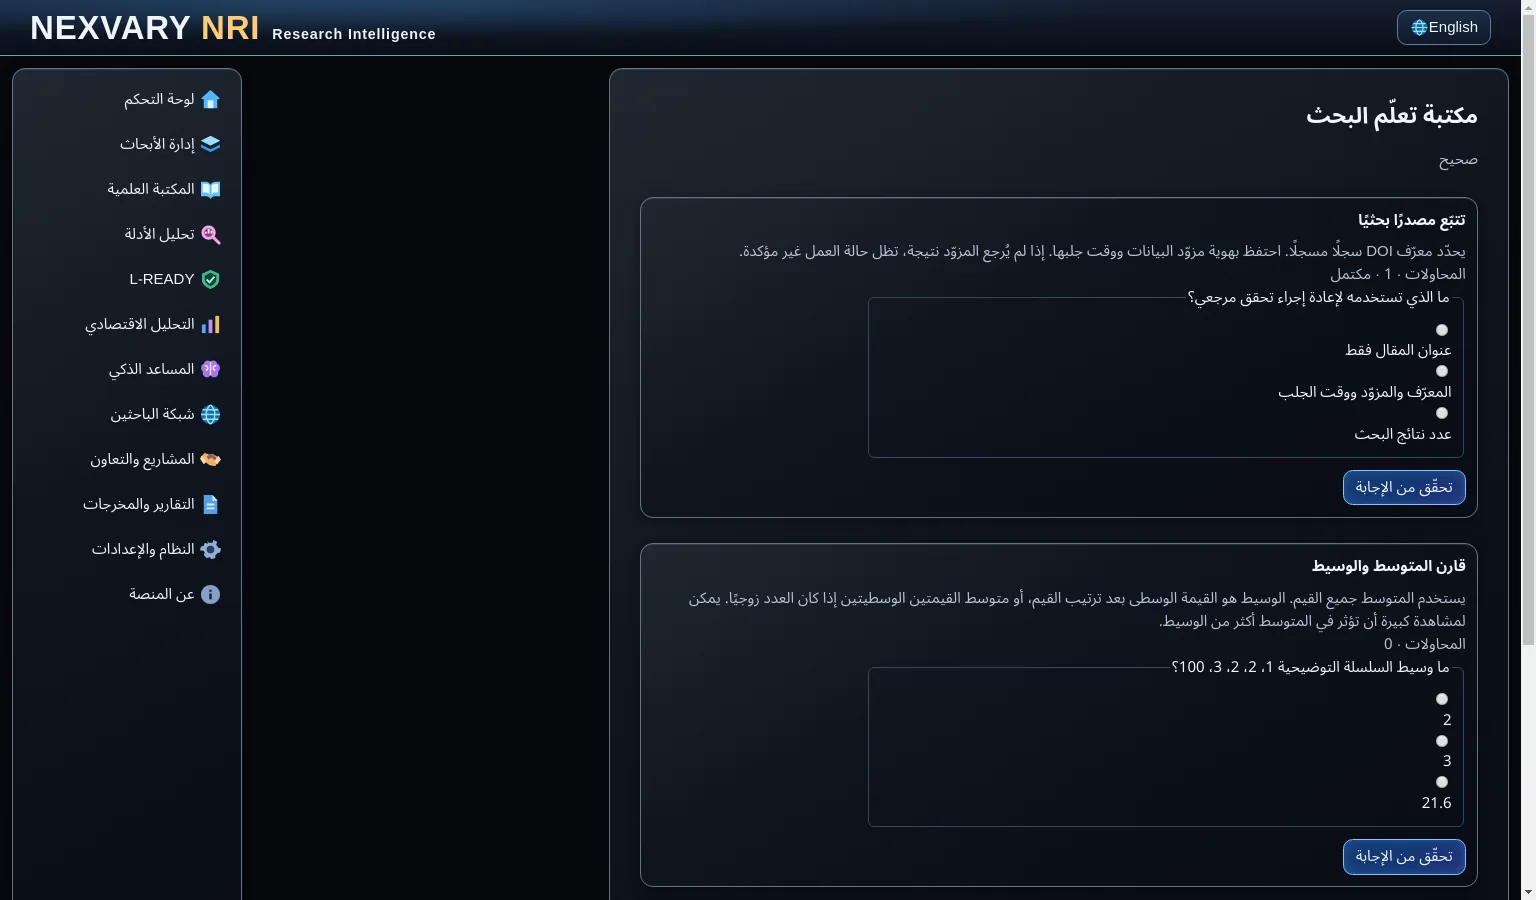 NEXVARY NRI Research Intelligence
English
لوحة التحكم
إدارة الأبحاث
المكتبة العلمية
تحليل الأدلة
L-READY
التحليل الاقتصادي
المساعد الذكي
شبكة الباحثين
المشاريع والتعاون
التقارير والمخرجات
النظام والإعدادات
عن المنصة
مكتبة تعلّم البحث
صحيح
تتبّع مصدرًا بحثيًا
يحدّد معرّف DOI سجلًا مسجلًا. احتفظ بهوية مزوّد البيانات ووقت جلبها. إذا لم يُرجع المزوّد نتيجة، تظل حالة العمل غير مؤكدة.
المحاولات · 1 · مكتمل
ما الذي تستخدمه لإعادة إجراء تحقق مرجعي؟
عنوان المقال فقط
المعرّف والمزوّد ووقت الجلب
عدد نتائج البحث
تحقّق من الإجابة
قارن المتوسط والوسيط
يستخدم المتوسط جميع القيم. الوسيط هو القيمة الوسطى بعد ترتيب القيم، أو متوسط القيمتين الوسطيتين إذا كان العدد زوجيًا. يمكن
لمشاهدة كبيرة أن تؤثر في المتوسط أكثر من الوسيط.
المحاولات · 0
ما وسيط السلسلة التوضيحية 1، 2، 2، 3، 100؟
2
3
21.6
تحقّق من الإجابة